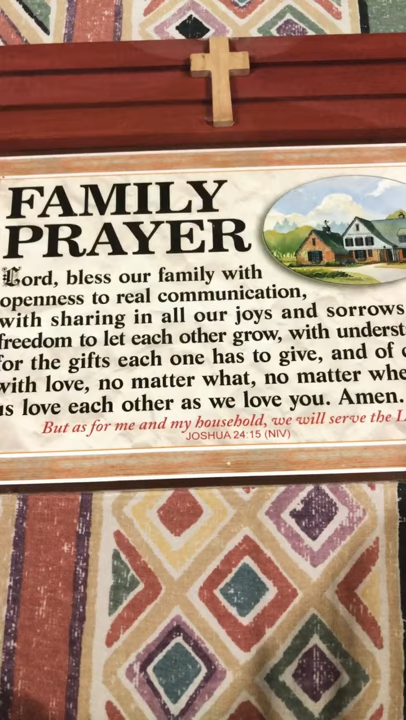 FAMILY
PRAYER
Lord, bless our family with
openness to real communication,
with sharing in all our joys and sorrows
freedom to let each other grow, with
for the gifts each one has to give, and of
with love, no matter what, no matter
us love each other as we love you. Amen.
But as for me and my household, we will serve the
JOSHUA 24:15 (NIV)